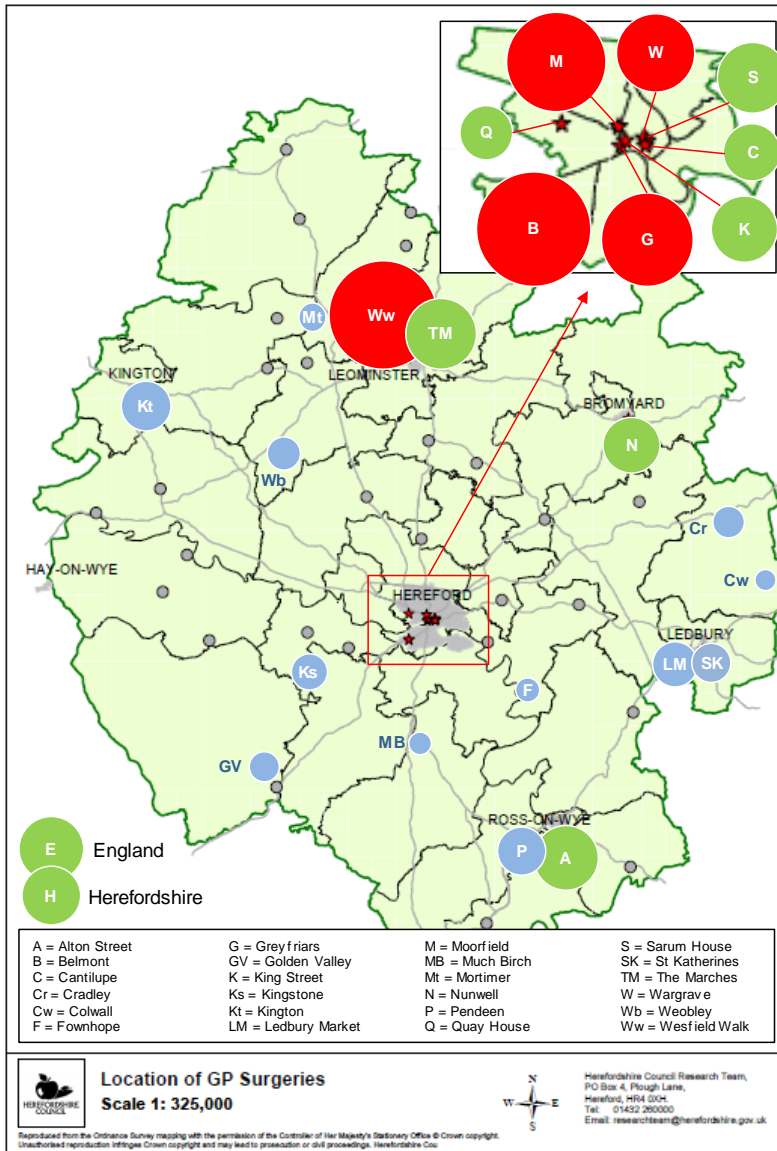 M
W
S
Q
C
B
G
K
Mt
Ww
TM
KINGTON
LEOMINSTER
Kt
BROMYARD
N
Wb
Cr
Cw
HAY-ON-WYE
HEREFORD
LEDBURY
LM
SK
Ks
F
MB
GV
ROSS-ON-WYE
P
A
E England
H Herefordshire
A = Alton Street
B = Belmont
C = Cantilupe
Cr = Cradley
Cw = Colwall
F = Fownhope
G = Greyfriars
GV = Golden Valley
K = King Street
Ks = Kingstone
Kt = Kington
LM = Ledbury Market
M = Moorfield
MB = Much Birch
Mt = Mortimer
N = Nunwell
P = Pendeen
Q = Quay House
S = Sarum House
SK = St Katherines
TM = The Marches
W = Wargrave
Wb = Weobley
Ww = Wesfield Walk
HEREFORDSHIRE
COUNCIL
Location of GP Surgeries
Scale 1: 325,000
N
W E
S
Herefordshire Council Research Team,
PO Box 4, Plough Lane,
Hereford, HR4 0XH.
Tel: 01432 260000
Email: researchteam@herefordshire.gov.uk
Reproduced from the Ordnance Survey mapping with the permission of the Controller of Her Majesty's Stationery Office © Crown copyright.
Unauthorised reproduction infringes Crown copyright and may lead to prosecution or civil proceedings. Herefordshire Cou